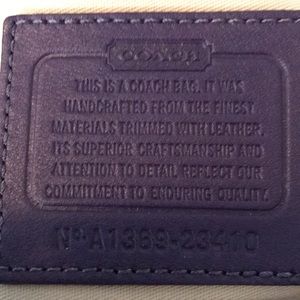 COACH
THIS IS A COACH BAG. IT WAS
HANDCRAFTED FROM THE FINEST
MATERIALS TRIMMED WITH LEATHER.
ITS SUPERIOR CRAFTSMANSHIP AND
ATTENTION TO DETAIL REFLECT OUR
COMMITMENT TO ENDURING QUALITY.
Nº A1369-23410